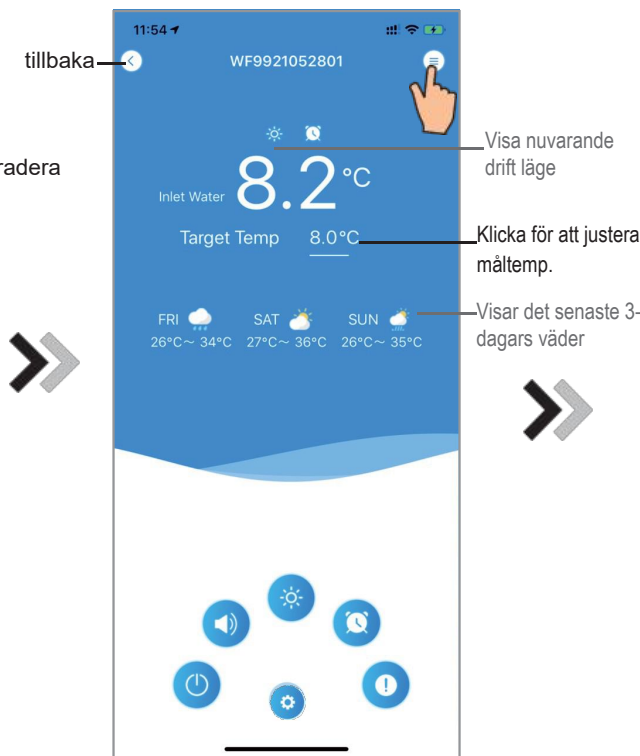 11:54
tillbaka
WF9921052801
Visa nuvarande
drift läge
radera
Inlet Water 8.2°C
Target Temp 8.0°C
Klicka för att justera
måltemp.
Visar det senaste 3-
dagars väder
FRI SAT SUN
26°C~ 34°C 27°C~ 36°C 26°C~ 35°C